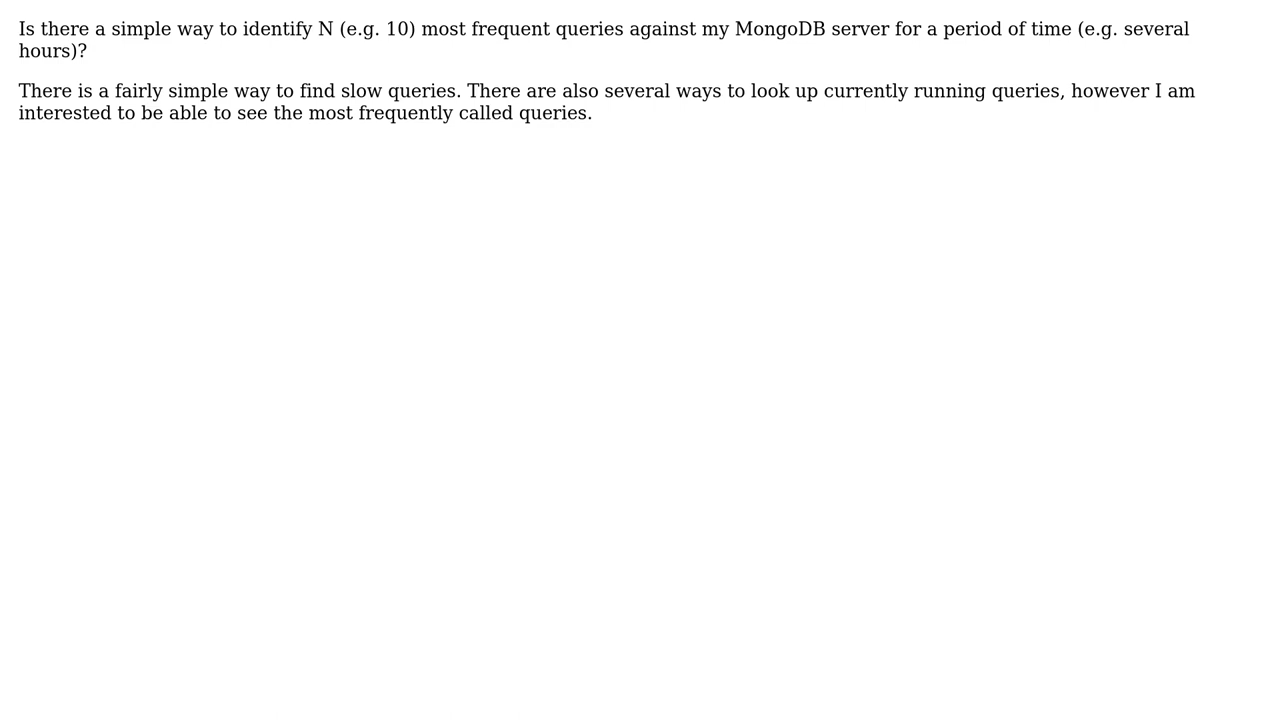 Is there a simple way to identify N (e.g. 10) most frequent queries against my MongoDB server for a period of time (e.g. several
hours)?
There is a fairly simple way to find slow queries. There are also several ways to look up currently running queries, however I am
interested to be able to see the most frequently called queries.